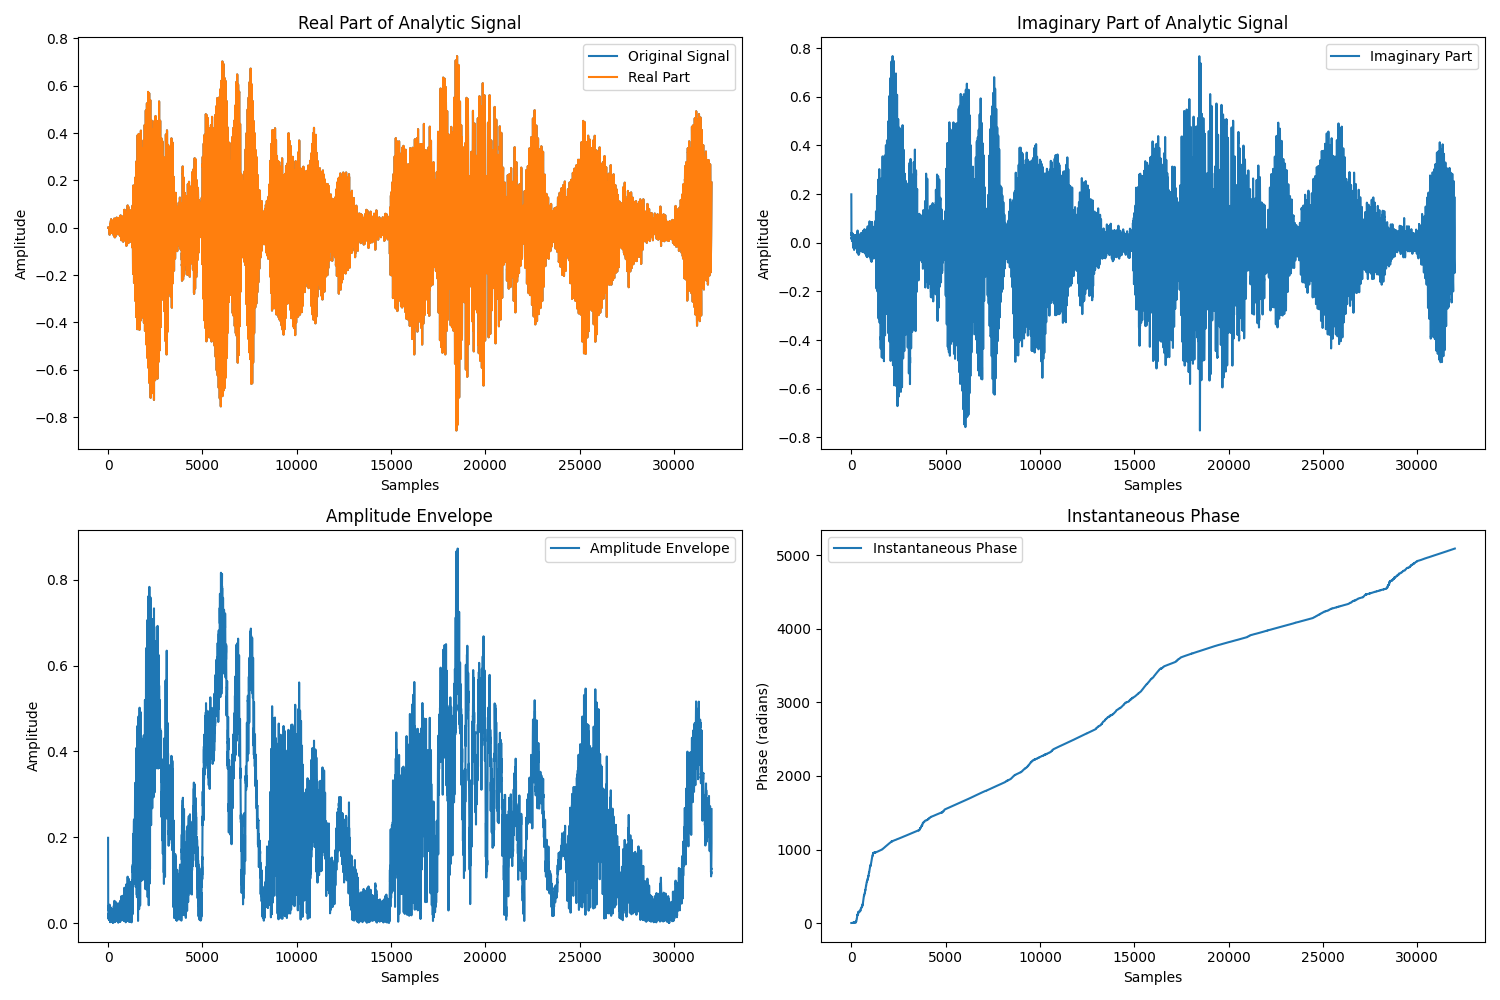 Real Part of Analytic Signal
Original Signal
Real Part
0.8
0.6
0.4
0.2
0.0
−0.2
−0.4
−0.6
−0.8
Amplitude
0 5000 10000 15000 20000 25000 30000
Samples
Imaginary Part of Analytic Signal
Imaginary Part
0.8
0.6
0.4
0.2
0.0
−0.2
−0.4
−0.6
−0.8
Amplitude
0 5000 10000 15000 20000 25000 30000
Samples
Amplitude Envelope
Amplitude Envelope
0.8
0.6
0.4
0.2
0.0
Amplitude
0 5000 10000 15000 20000 25000 30000
Samples
Instantaneous Phase
Instantaneous Phase
5000
4000
3000
2000
1000
0
Phase (radians)
0 5000 10000 15000 20000 25000 30000
Samples